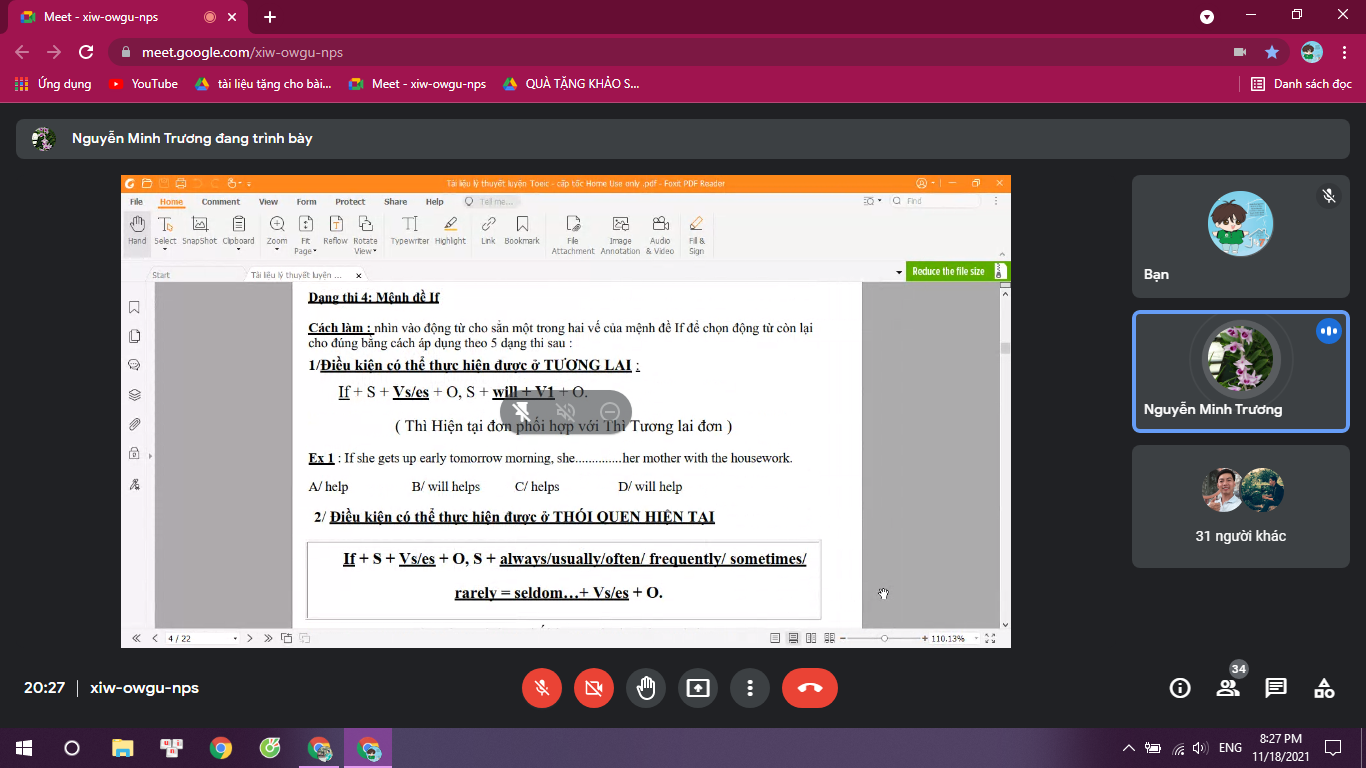 Meet - xiw-owgu-nps
meet.google.com/xiw-owgu-nps
Ứng dụng
YouTube
tài liệu tặng cho bài...
Meet - xiw-owgu-nps
QUÀ TẶNG KHẢO S...
Danh sách đọc
Nguyễn Minh Trương đang trình bày
Tài liệu lý thuyết luyện Toeic - cấp tốc Home Use only .pdf - Foxit PDF Reader
File Home Comment View Form Protect Share Help Tell me... Find
Hand Select SnapShot Clipboard Zoom Fit Page Reflow Rotate View Typewriter Highlight Link Bookmark File Attachment Image Annotation Audio & Video Fill & Sign
Start
Tài liệu lý thuyết luyện ...
Reduce the file size
Dạng thi 4: Mệnh đề If
Cách làm : nhìn vào động từ cho sẵn một trong hai vế của mệnh đề If để chọn động từ còn lại
cho đúng bằng cách áp dụng theo 5 dạng thi sau :
1/Điều kiện có thể thực hiện được ở TƯƠNG LAI :
If + S + Vs/es + O, S + will + V1 + O.
( Thì Hiện tại đơn phối hợp với Thì Tương lai đơn )
Ex 1 : If she gets up early tomorrow morning, she..............her mother with the housework.
A/ help B/ will helps C/ helps D/ will help
2/ Điều kiện có thể thực hiện được ở THÓI QUEN HIỆN TẠI
If + S + Vs/es + O, S + always/usually/often/ frequently/ sometimes/
rarely = seldom…+ Vs/es + O.
4 / 22
110.13%
Bạn
Nguyễn Minh Trương
31 người khác
20:27 xiw-owgu-nps
34
ENG
8:27 PM
11/18/2021